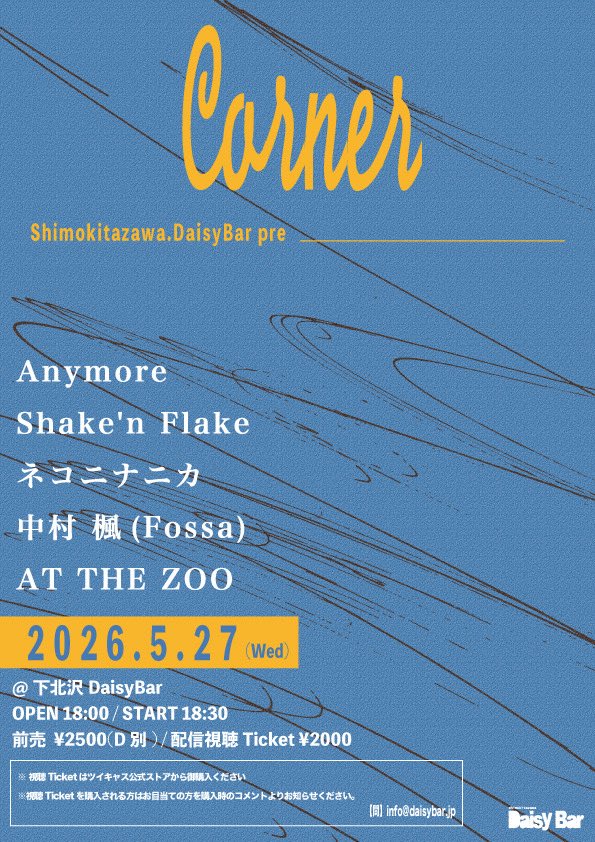 Corner
Shimokitazawa.DaisyBar pre
Anymore
Shake'n Flake
ネコニナニカ
中村 楓 (Fossa)
AT THE ZOO
2026.5.27 (Wed)
@ 下北沢 DaisyBar
OPEN 18:00 / START 18:30
前売 ¥2500(D 別 ) / 配信視聴 Ticket ¥2000
※ 視聴 Ticket はツイキャス公式ストアから御購入ください
※視聴 Ticket を購入される方はお目当ての方を購入時のコメントよりお知らせください。
【問】info@daisybar.jp
Daisy Bar